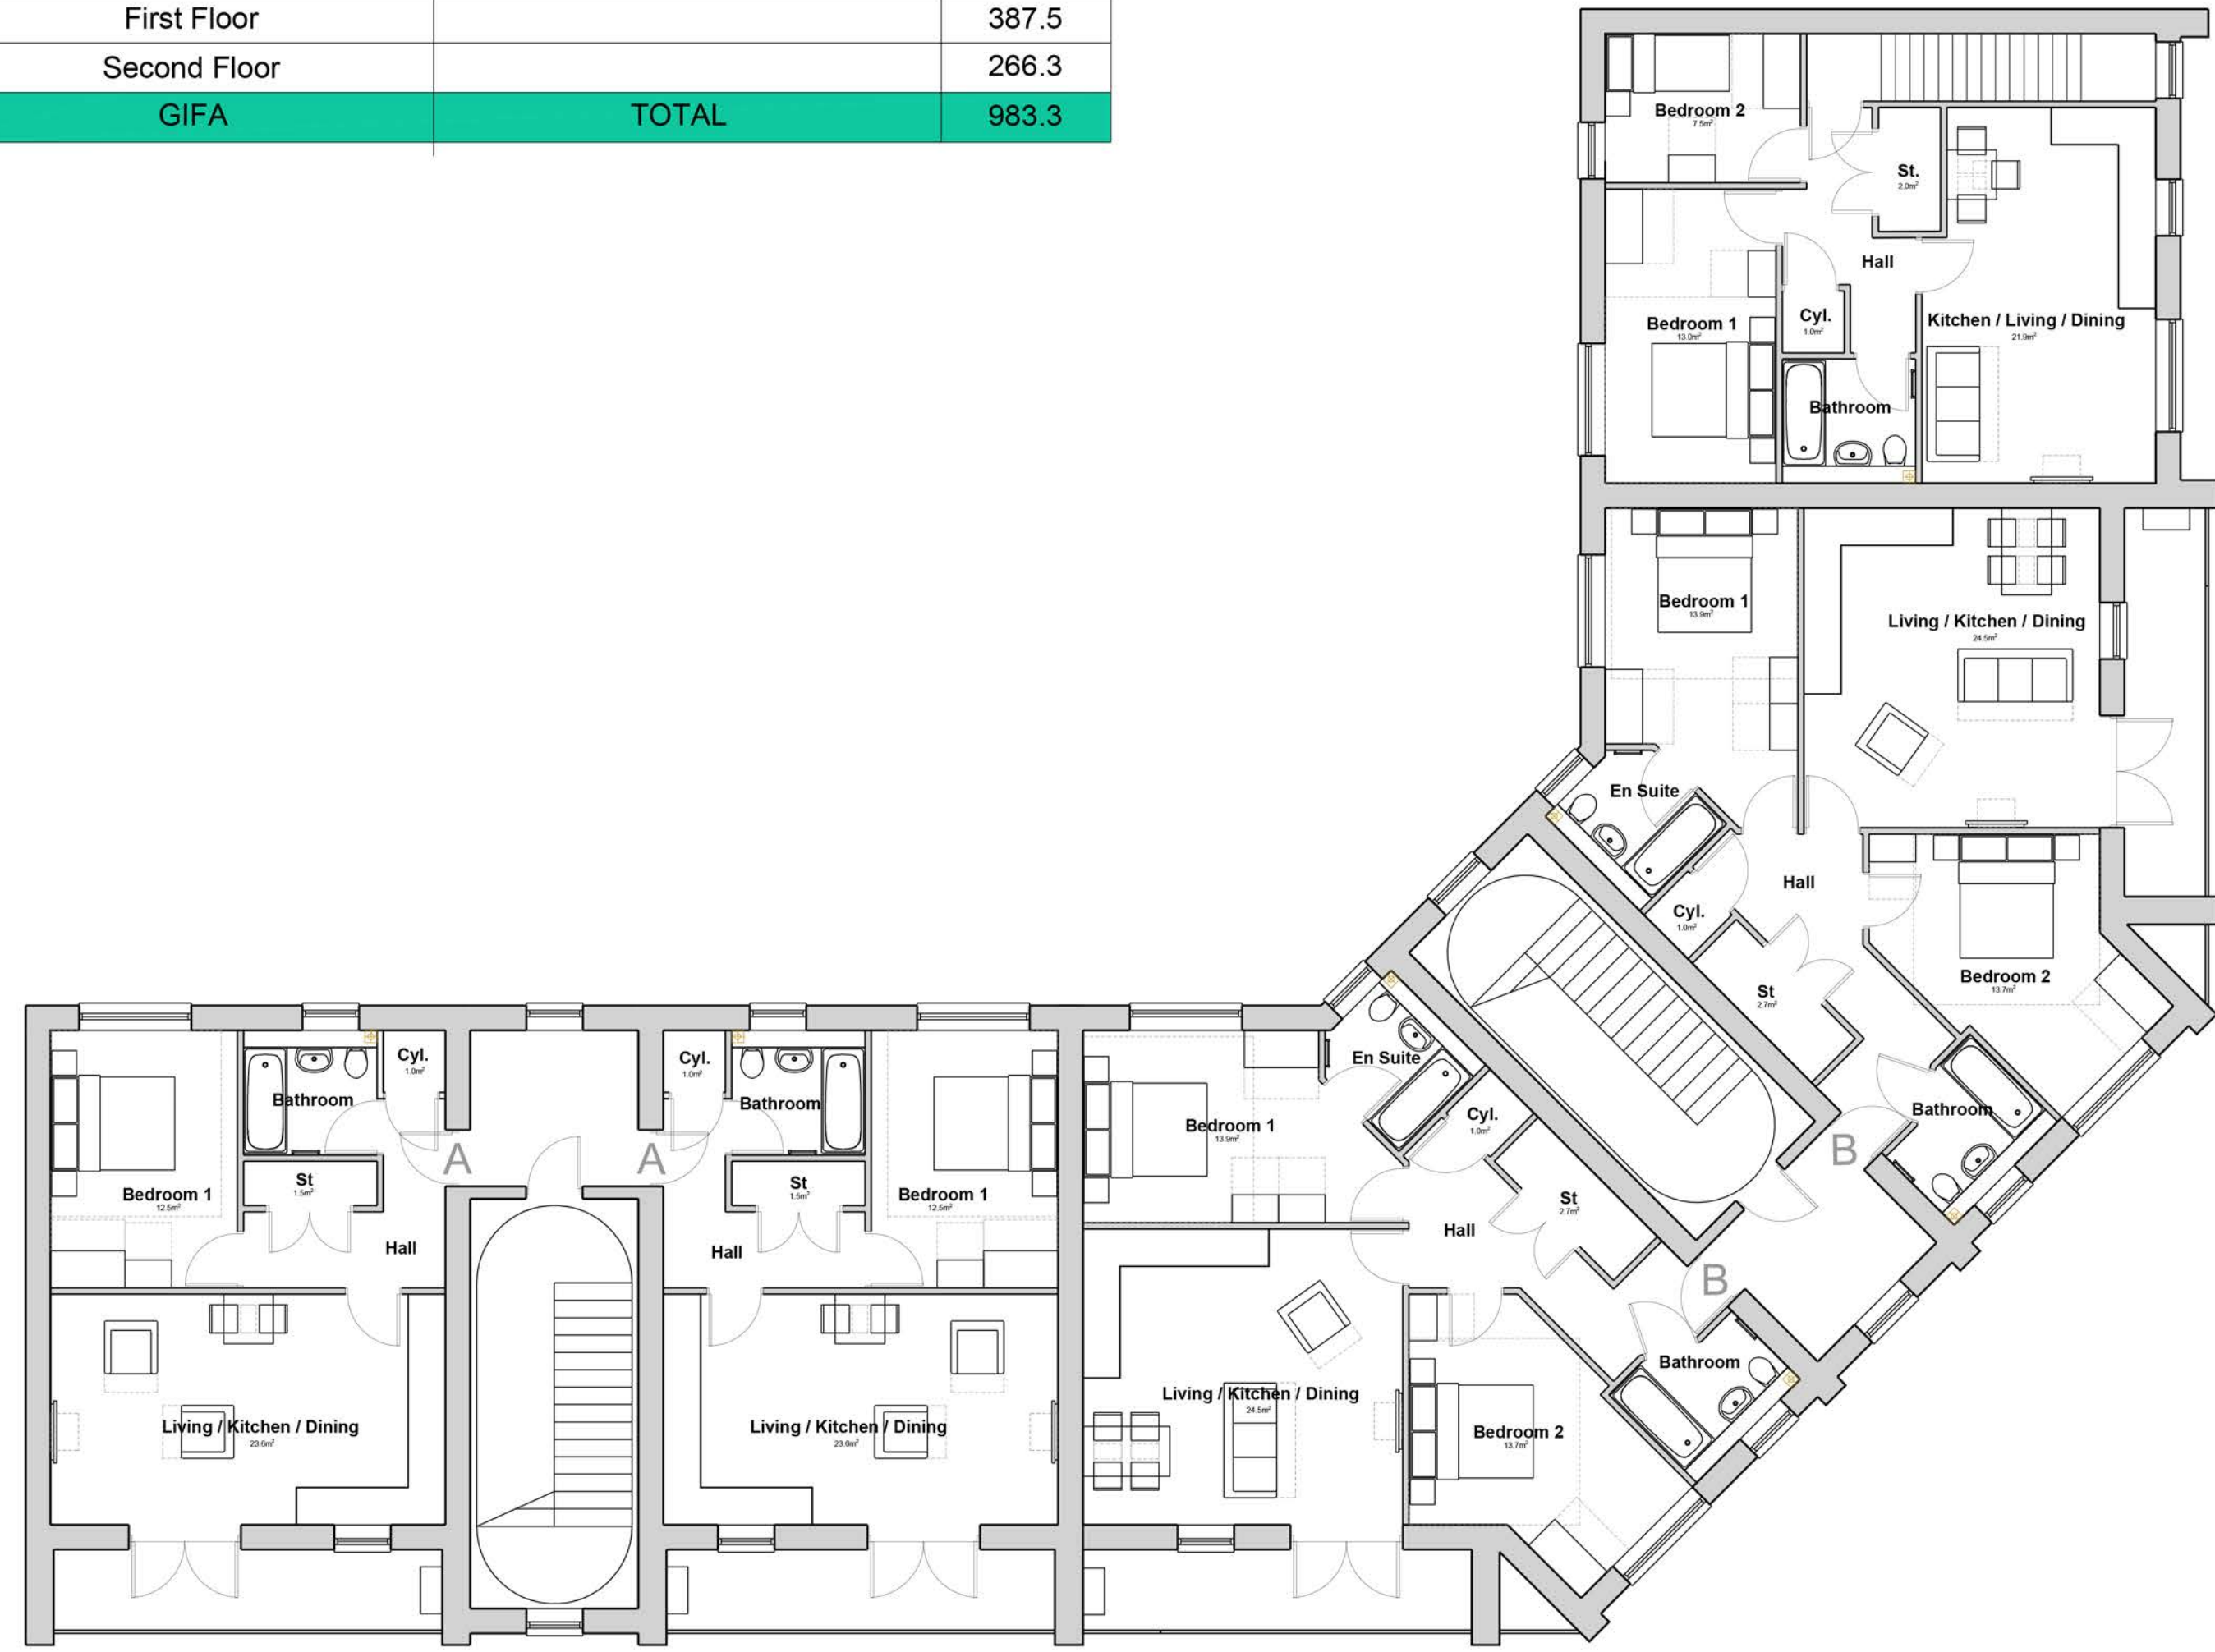 First Floor 387.5
Second Floor 266.3
GIFA TOTAL 983.3
Bedroom 2
7.5m²
St.
2.0m²
Hall
Bedroom 1
13.0m²
Cyl.
1.0m²
Kitchen / Living / Dining
21.9m²
Bathroom
Bedroom 1
13.9m²
Living / Kitchen / Dining
24.5m²
En Suite
Hall
Cyl.
1.0m²
Bedroom 2
13.7m²
St
2.7m²
Bathroom
B
Cyl.
1.0m²
Bathroom
A
St
1.5m²
Bedroom 1
12.5m²
Hall
Living / Kitchen / Dining
23.6m²
Cyl.
1.0m²
Bathroom
A
St
1.5m²
Bedroom 1
12.5m²
Hall
Living / Kitchen / Dining
23.6m²
En Suite
Bedroom 1
13.9m²
Cyl.
1.0m²
St
2.7m²
Hall
B
Bathroom
Living / Kitchen / Dining
24.5m²
Bedroom 2
13.7m²